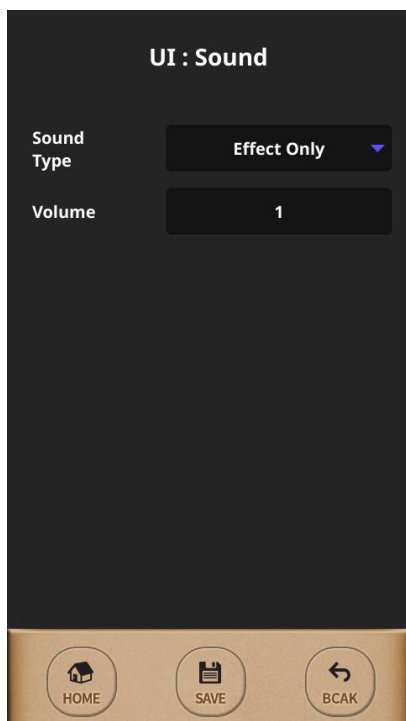 UI : Sound
Sound
Type
Effect Only
Volume
1
HOME
SAVE
BCAK